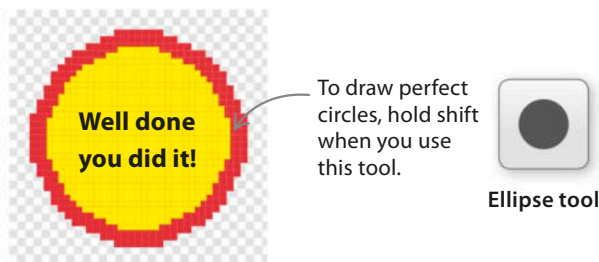 Well done
you did it!
To draw perfect
circles, hold shift
when you use
this tool.
Ellipse tool